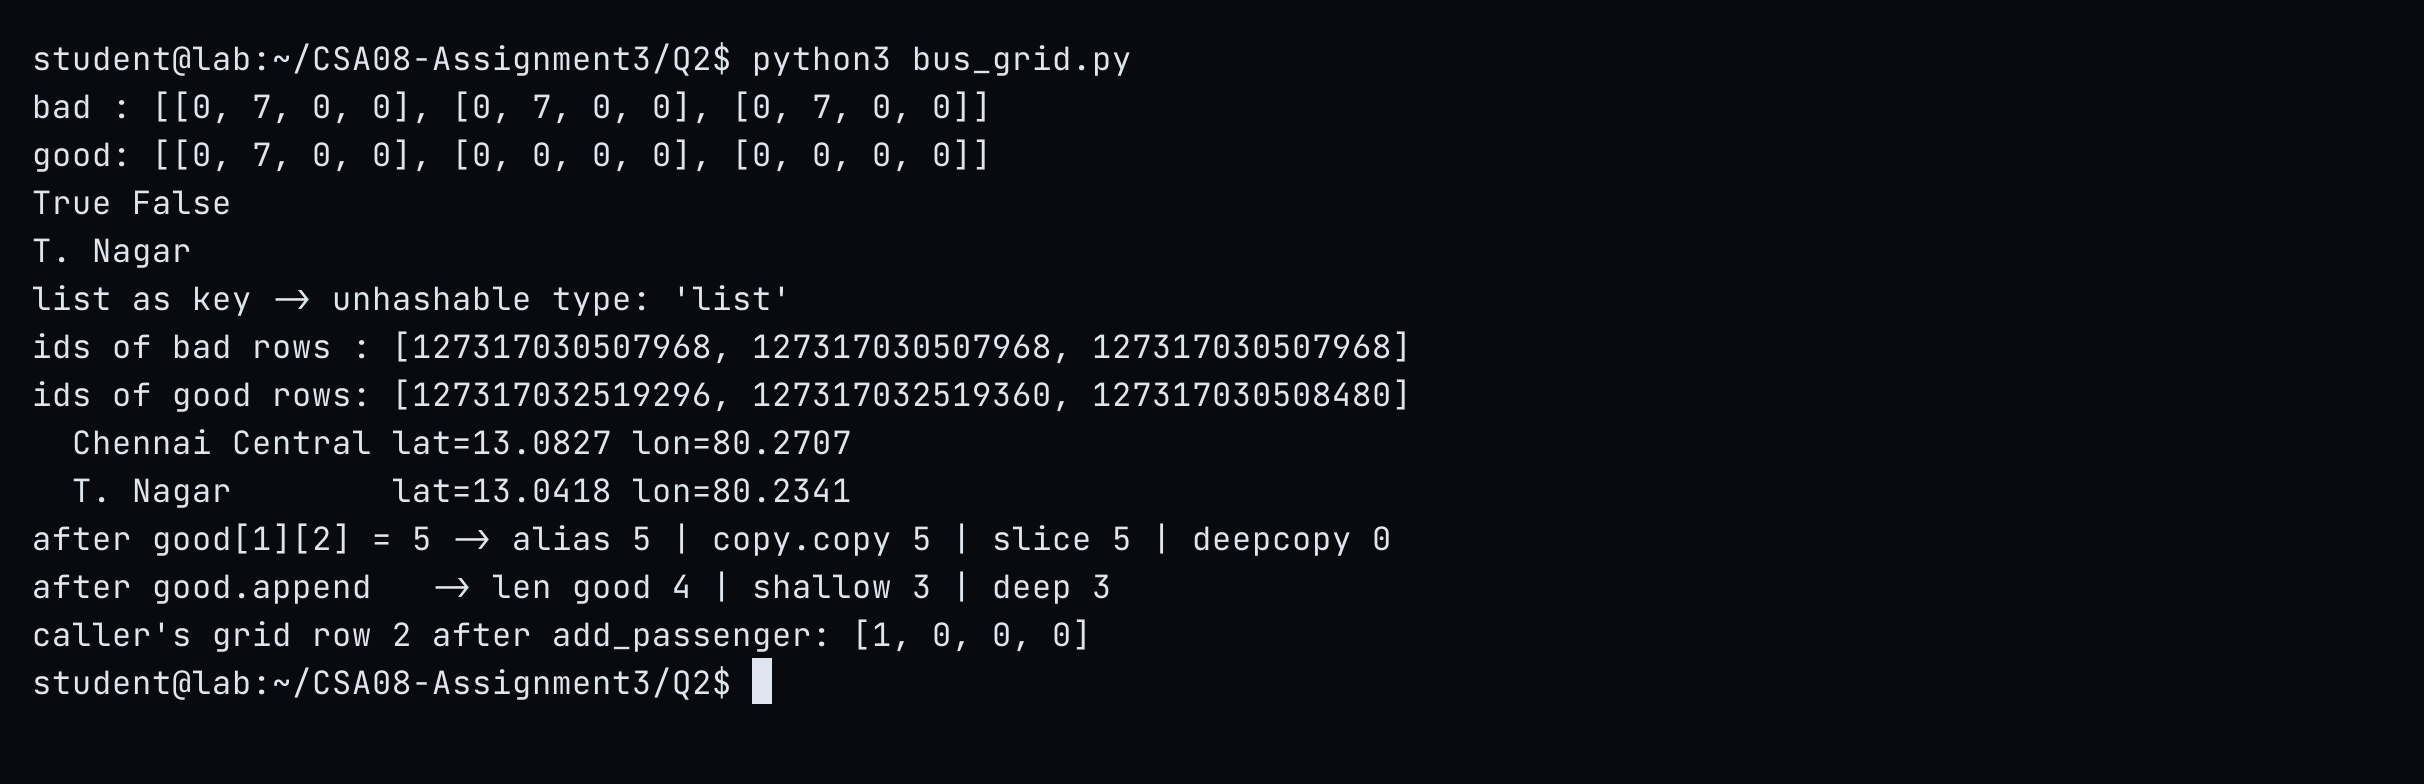 student@lab:~/CSA08-Assignment3/Q2$ python3 bus_grid.py
bad : [[0, 7, 0, 0], [0, 7, 0, 0], [0, 7, 0, 0]]
good: [[0, 7, 0, 0], [0, 0, 0, 0], [0, 0, 0, 0]]
True False
T. Nagar
list as key -> unhashable type: 'list'
ids of bad rows : [127317030507968, 127317030507968, 127317030507968]
ids of good rows: [127317032519296, 127317032519360, 127317030508480]
  Chennai Central lat=13.0827 lon=80.2707
  T. Nagar        lat=13.0418 lon=80.2341
after good[1][2] = 5 -> alias 5 | copy.copy 5 | slice 5 | deepcopy 0
after good.append   -> len good 4 | shallow 3 | deep 3
caller's grid row 2 after add_passenger: [1, 0, 0, 0]
student@lab:~/CSA08-Assignment3/Q2$